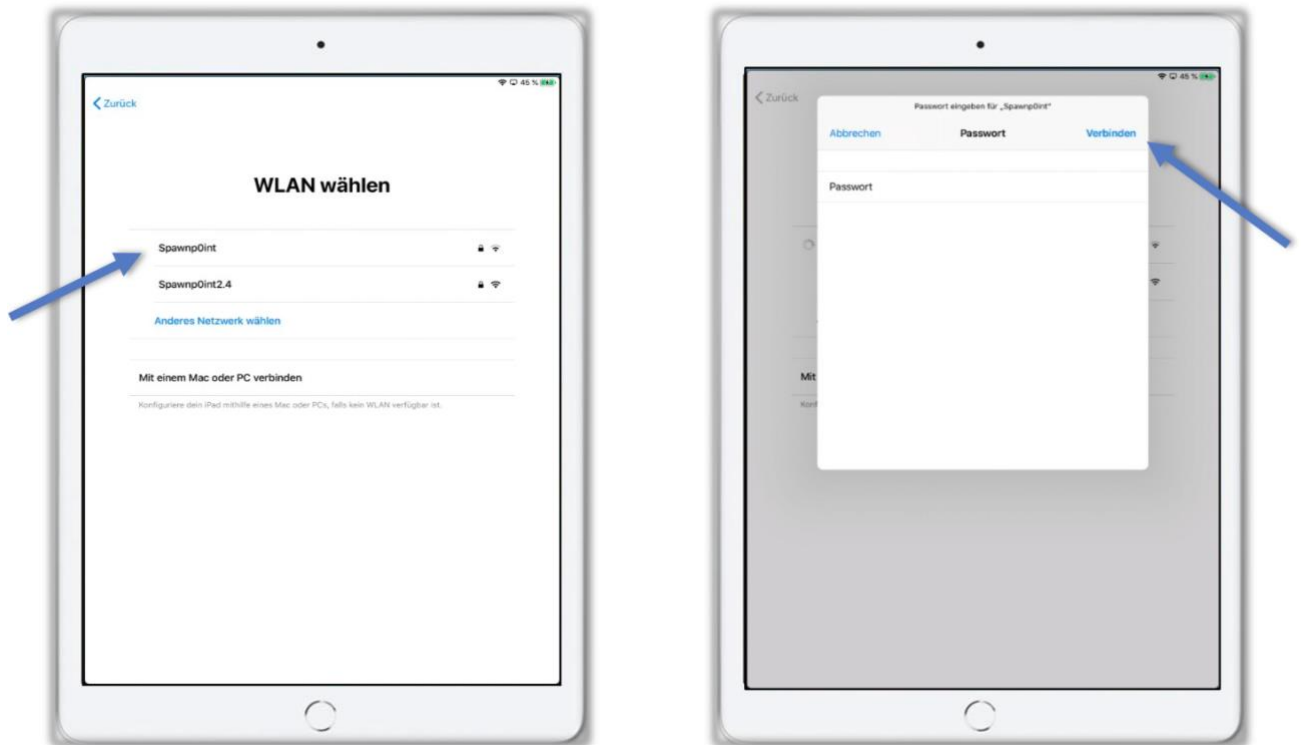 45 %
Zurück
WLAN wählen
Spawnp0int
Spawnp0int2.4
Anderes Netzwerk wählen
Mit einem Mac oder PC verbinden
Konfiguriere dein iPad mithilfe eines Mac oder PCs, falls kein WLAN verfügbar ist.
45 %
Zurück
Passwort eingeben für „Spawnp0int“
Abbrechen
Passwort
Verbinden
Passwort
Mit
Konf